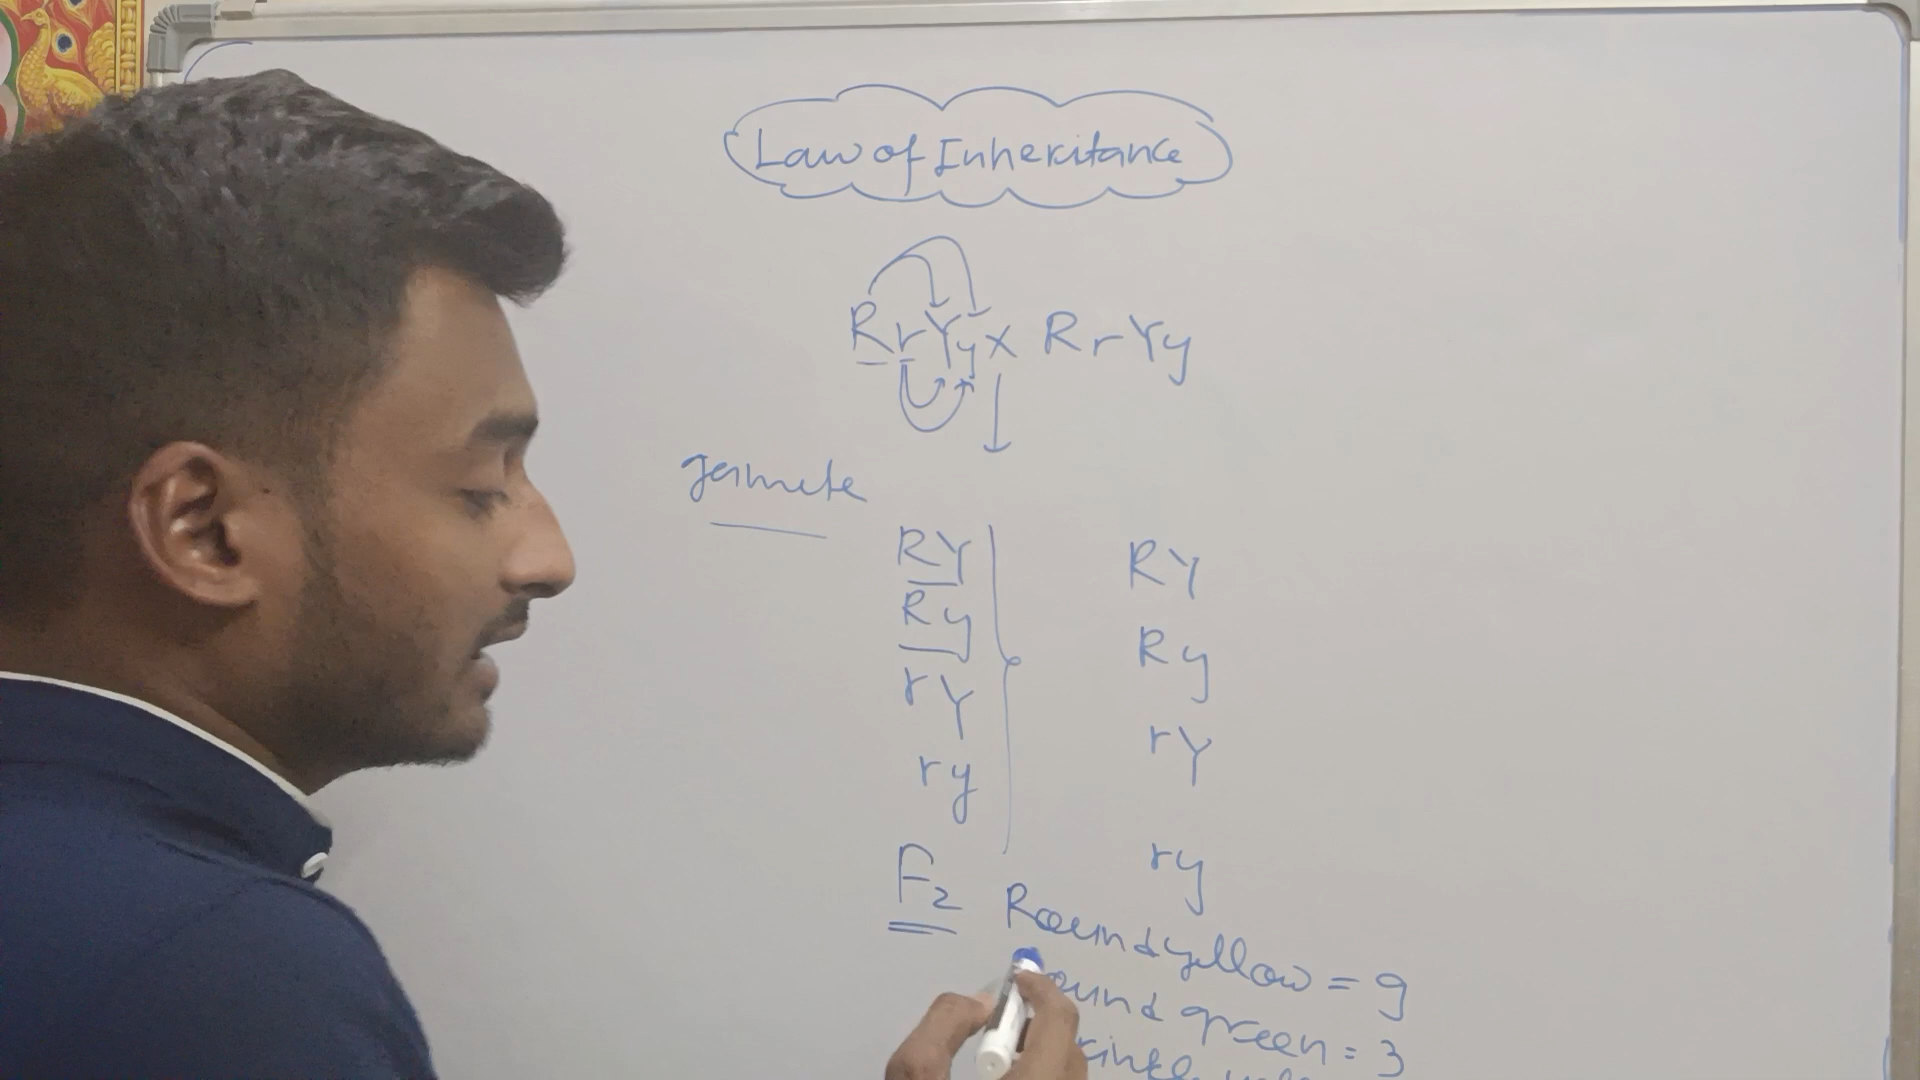 Law of Inheritance
RrYy x RrYy
gamete
RY RY
Ry Ry
rY rY
ry ry
F2 Round yellow = 9
ound green = 3